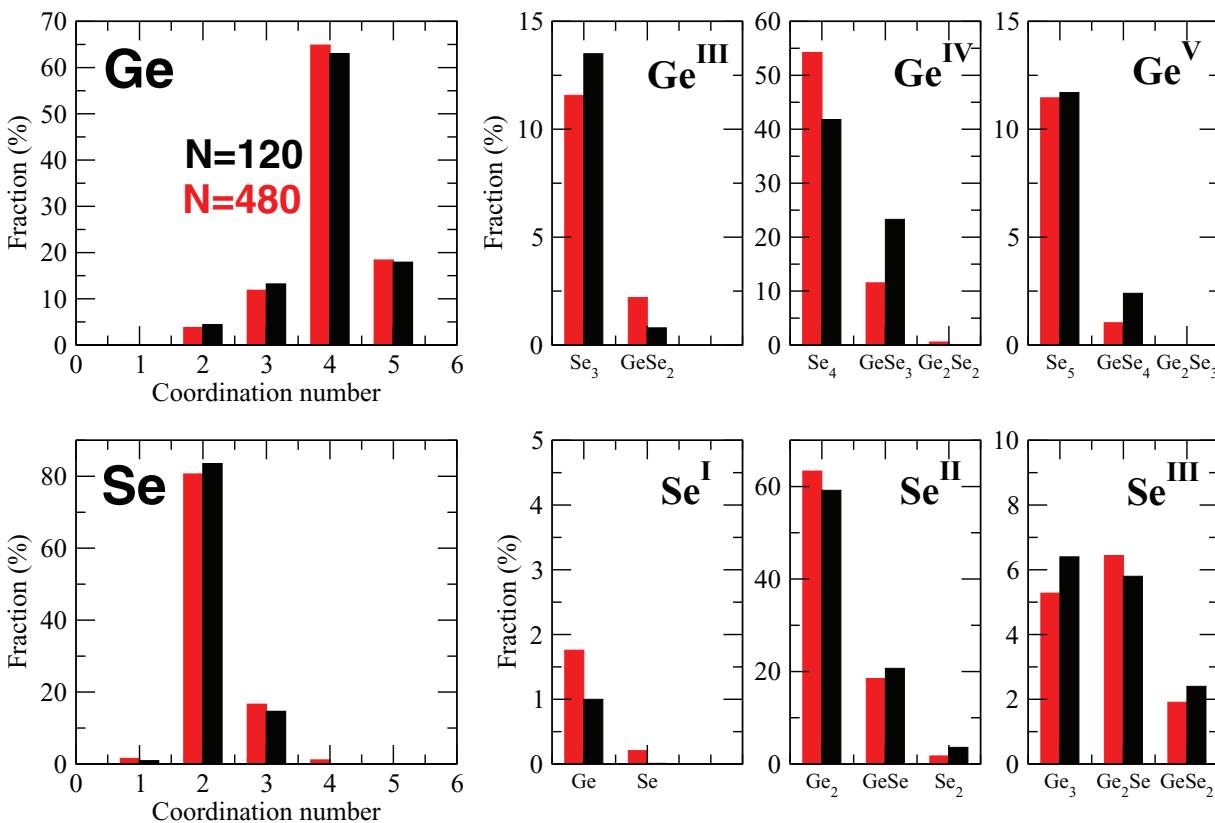 Ge
N=120
N=480
Fraction (%)
70
60
50
40
30
20
10
0
0 1 2 3 4 5 6
Coordination number
Ge^III
Fraction (%)
15
10
5
0
Se₃ GeSe₂
Ge^IV
60
50
40
30
20
10
0
Se₄ GeSe₃ Ge₂Se₂
Ge^V
15
10
5
0
Se₅ GeSe₄ Ge₂Se₃
Se
Fraction (%)
80
60
40
20
0
0 1 2 3 4 5 6
Coordination number
Se^I
Fraction (%)
5
4
3
2
1
0
Ge Se
Se^II
60
40
20
0
Ge₂ GeSe Se₂
Se^III
10
8
6
4
2
0
Ge₃ Ge₂Se GeSe₂